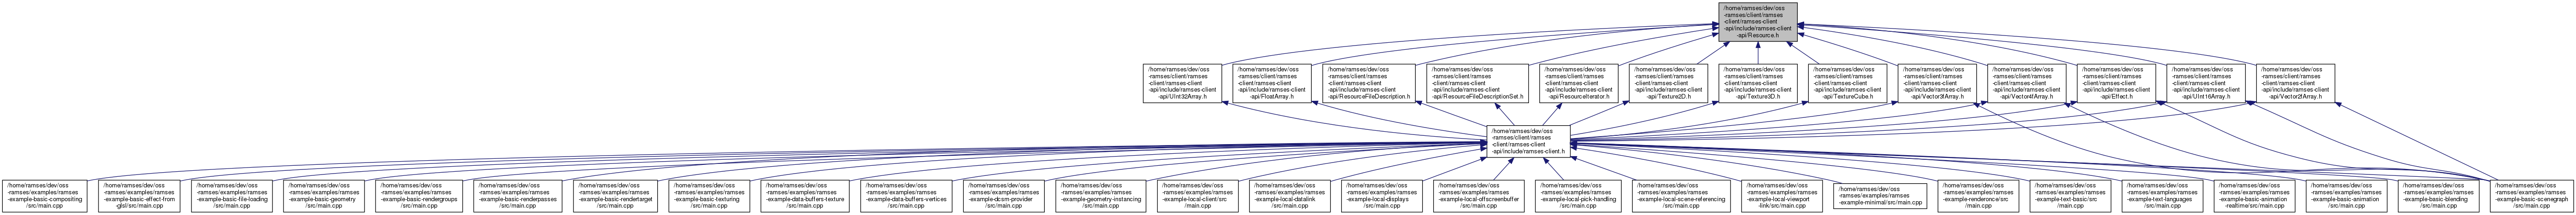 /home/ramses/dev/oss
-ramses/client/ramses
-client/ramses-client
-api/include/ramses-client
-api/Resource.h
/home/ramses/dev/oss
-ramses/client/ramses
-client/ramses-client
-api/include/ramses-client
-api/UInt32Array.h
/home/ramses/dev/oss
-ramses/client/ramses
-client/ramses-client
-api/include/ramses-client
-api/FloatArray.h
/home/ramses/dev/oss
-ramses/client/ramses
-client/ramses-client
-api/include/ramses-client
-api/ResourceFileDescription.h
/home/ramses/dev/oss
-ramses/client/ramses
-client/ramses-client
-api/include/ramses-client
-api/ResourceFileDescriptionSet.h
/home/ramses/dev/oss
-ramses/client/ramses
-client/ramses-client
-api/include/ramses-client
-api/ResourceIterator.h
/home/ramses/dev/oss
-ramses/client/ramses
-client/ramses-client
-api/include/ramses-client
-api/Texture2D.h
/home/ramses/dev/oss
-ramses/client/ramses
-client/ramses-client
-api/include/ramses-client
-api/Texture3D.h
/home/ramses/dev/oss
-ramses/client/ramses
-client/ramses-client
-api/include/ramses-client
-api/TextureCube.h
/home/ramses/dev/oss
-ramses/client/ramses
-client/ramses-client
-api/include/ramses-client
-api/Vector3fArray.h
/home/ramses/dev/oss
-ramses/client/ramses
-client/ramses-client
-api/include/ramses-client
-api/Vector4fArray.h
/home/ramses/dev/oss
-ramses/client/ramses
-client/ramses-client
-api/include/ramses-client
-api/Effect.h
/home/ramses/dev/oss
-ramses/client/ramses
-client/ramses-client
-api/include/ramses-client
-api/UInt16Array.h
/home/ramses/dev/oss
-ramses/client/ramses
-client/ramses-client
-api/include/ramses-client
-api/Vector2fArray.h
/home/ramses/dev/oss
-ramses/client/ramses
-client/ramses-client
-api/include/ramses-client.h
/home/ramses/dev/oss
-ramses/examples/ramses
-example-basic-compositing
/src/main.cpp
/home/ramses/dev/oss
-ramses/examples/ramses
-example-basic-effect-from
-glsl/src/main.cpp
/home/ramses/dev/oss
-ramses/examples/ramses
-example-basic-file-loading
/src/main.cpp
/home/ramses/dev/oss
-ramses/examples/ramses
-example-basic-geometry
/src/main.cpp
/home/ramses/dev/oss
-ramses/examples/ramses
-example-basic-rendergroups
/src/main.cpp
/home/ramses/dev/oss
-ramses/examples/ramses
-example-basic-renderpasses
/src/main.cpp
/home/ramses/dev/oss
-ramses/examples/ramses
-example-basic-rendertarget
/src/main.cpp
/home/ramses/dev/oss
-ramses/examples/ramses
-example-basic-texturing
/src/main.cpp
/home/ramses/dev/oss
-ramses/examples/ramses
-example-data-buffers-texture
/src/main.cpp
/home/ramses/dev/oss
-ramses/examples/ramses
-example-data-buffers-vertices
/src/main.cpp
/home/ramses/dev/oss
-ramses/examples/ramses
-example-dcsm-provider
/src/main.cpp
/home/ramses/dev/oss
-ramses/examples/ramses
-example-geometry-instancing
/src/main.cpp
/home/ramses/dev/oss
-ramses/examples/ramses
-example-local-client/src
/main.cpp
/home/ramses/dev/oss
-ramses/examples/ramses
-example-local-datalink
/src/main.cpp
/home/ramses/dev/oss
-ramses/examples/ramses
-example-local-displays
/src/main.cpp
/home/ramses/dev/oss
-ramses/examples/ramses
-example-local-offscreenbuffer
/src/main.cpp
/home/ramses/dev/oss
-ramses/examples/ramses
-example-local-pick-handling
/src/main.cpp
/home/ramses/dev/oss
-ramses/examples/ramses
-example-local-scene-referencing
/src/main.cpp
/home/ramses/dev/oss
-ramses/examples/ramses
-example-local-viewport
-link/src/main.cpp
/home/ramses/dev/oss
-ramses/examples/ramses
-example-minimal/src/main.cpp
/home/ramses/dev/oss
-ramses/examples/ramses
-example-renderonce/src
/main.cpp
/home/ramses/dev/oss
-ramses/examples/ramses
-example-text-basic/src
/main.cpp
/home/ramses/dev/oss
-ramses/examples/ramses
-example-text-languages
/src/main.cpp
/home/ramses/dev/oss
-ramses/examples/ramses
-example-basic-animation
-realtime/src/main.cpp
/home/ramses/dev/oss
-ramses/examples/ramses
-example-basic-animation
/src/main.cpp
/home/ramses/dev/oss
-ramses/examples/ramses
-example-basic-blending
/src/main.cpp
/home/ramses/dev/oss
-ramses/examples/ramses
-example-basic-scenegraph
/src/main.cpp